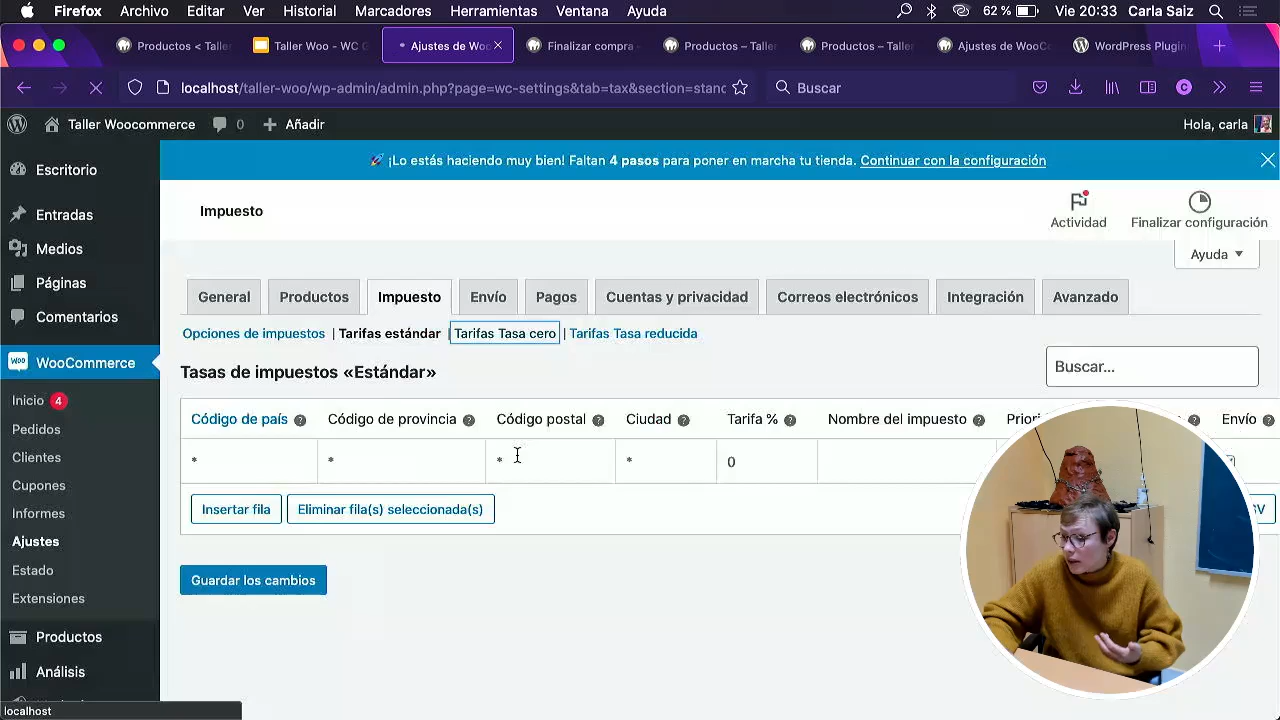 Firefox Archivo Editar Ver Historial Marcadores Herramientas Ventana Ayuda 62 % Vie 20:33 Carla Saiz
Productos < Taller Taller Woo - WC Ajustes de Woo Finalizar compra - Productos – Taller Productos – Taller Ajustes de WooCo WordPress Plugin
localhost/taller-woo/wp-admin/admin.php?page=wc-settings&tab=tax&section=stand Buscar
Taller Woocommerce 0 Añadir Hola, carla
🚀 ¡Lo estás haciendo muy bien! Faltan 4 pasos para poner en marcha tu tienda. Continuar con la configuración
Escritorio
Entradas
Medios
Páginas
Comentarios
WooCommerce
Inicio 4
Pedidos
Clientes
Cupones
Informes
Ajustes
Estado
Extensiones
Productos
Análisis
localhost
Impuesto
Actividad
Finalizar configuración
Ayuda
General Productos Impuesto Envío Pagos Cuentas y privacidad Correos electrónicos Integración Avanzado
Opciones de impuestos | Tarifas estándar | Tarifas Tasa cero | Tarifas Tasa reducida
Tasas de impuestos «Estándar»
Buscar...
Código de país Código de provincia Código postal Ciudad Tarifa % Nombre del impuesto Envío
* * * * 0
Insertar fila Eliminar fila(s) seleccionada(s)
Guardar los cambios